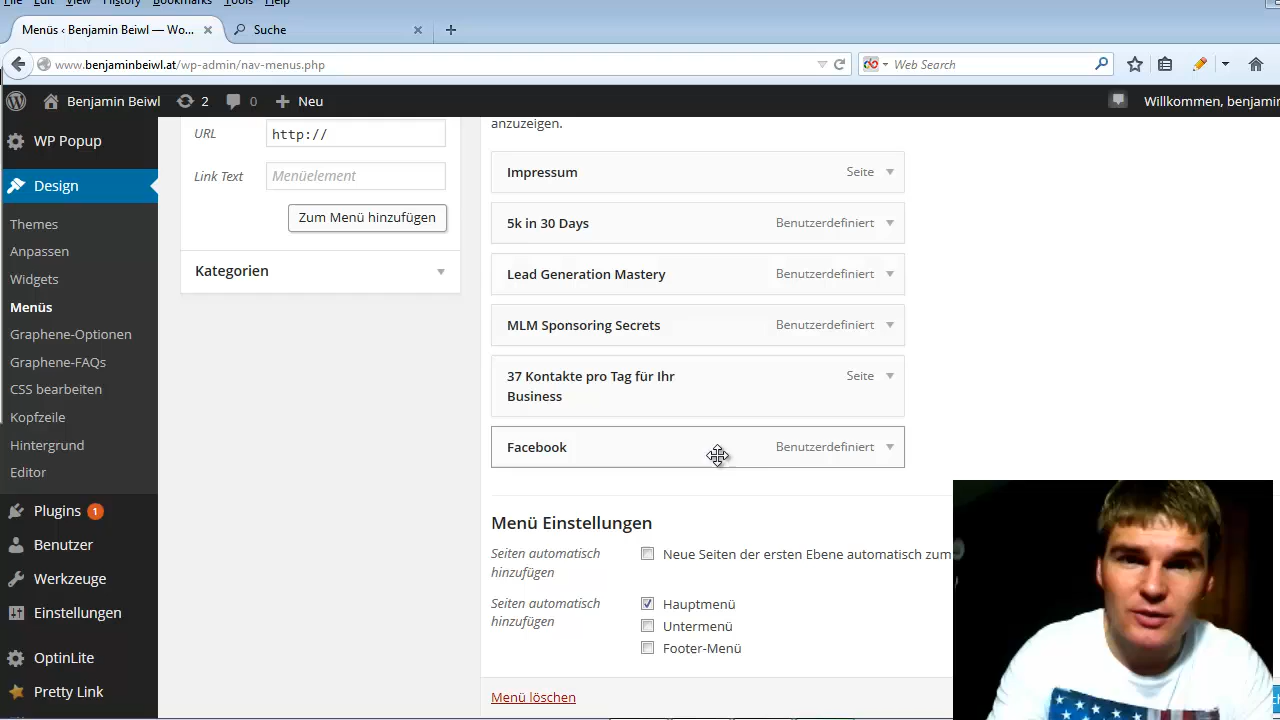 File Edit View History Bookmarks Tools Help
Menüs ‹ Benjamin Beiwl — Wo...
Suche
www.benjaminbeiwl.at/wp-admin/nav-menus.php
Web Search
Benjamin Beiwl 2 0 Neu
Willkommen, benjamin
WP Popup
Design
Themes
Anpassen
Widgets
Menüs
Graphene-Optionen
Graphene-FAQs
CSS bearbeiten
Kopfzeile
Hintergrund
Editor
Plugins 1
Benutzer
Werkzeuge
Einstellungen
OptinLite
Pretty Link
URL http://
Link Text Menüelement
Zum Menü hinzufügen
Kategorien
anzuzeigen.
Impressum Seite
5k in 30 Days Benutzerdefiniert
Lead Generation Mastery Benutzerdefiniert
MLM Sponsoring Secrets Benutzerdefiniert
37 Kontakte pro Tag für Ihr Seite
Business
Facebook Benutzerdefiniert
Menü Einstellungen
Seiten automatisch
hinzufügen
Neue Seiten der ersten Ebene automatisch zum
Seiten automatisch
hinzufügen
Hauptmenü
Untermenü
Footer-Menü
Menü löschen